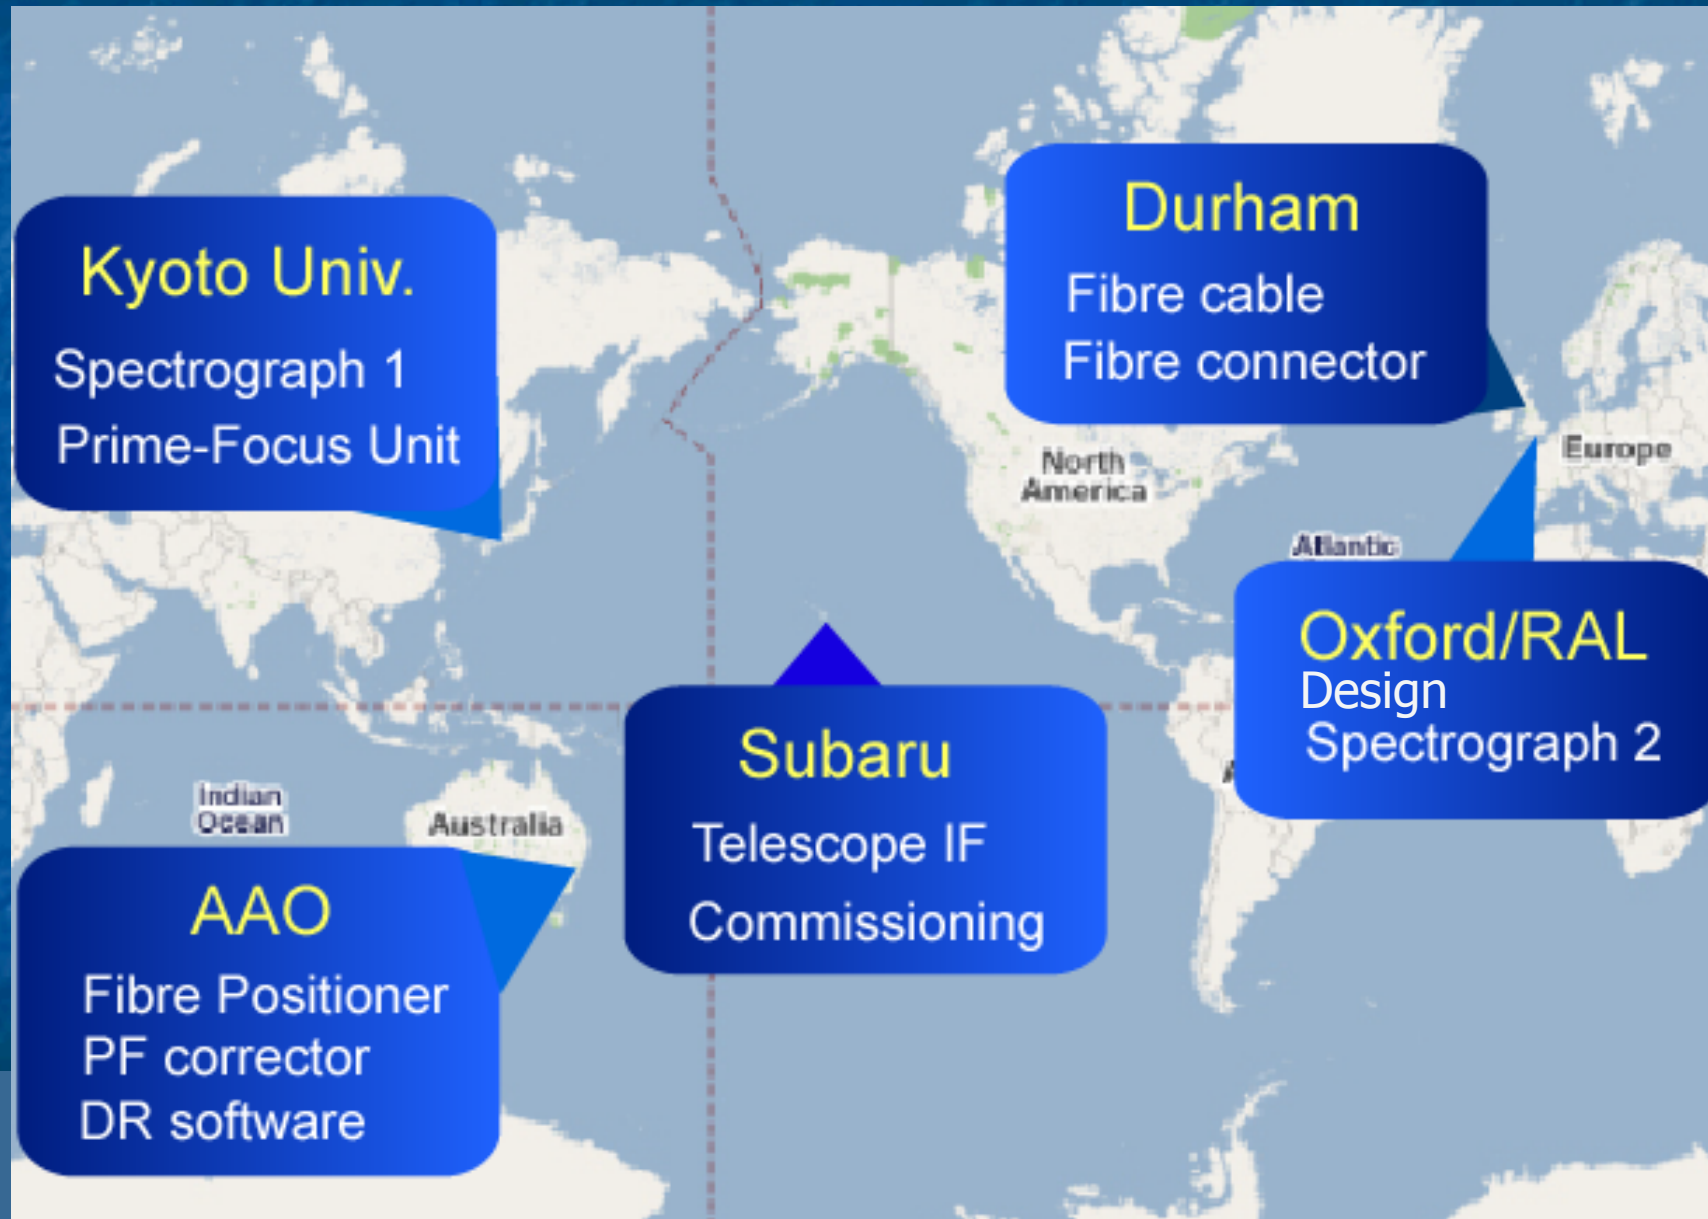 Kyoto Univ.
Spectrograph 1
Prime-Focus Unit
Durham
Fibre cable
Fibre connector
North
America
Europe
Atlantic
Oxford/RAL
Design
Spectrograph 2
Subaru
Telescope IF
Commissioning
Indian
Ocean
Australia
AAO
Fibre Positioner
PF corrector
DR software